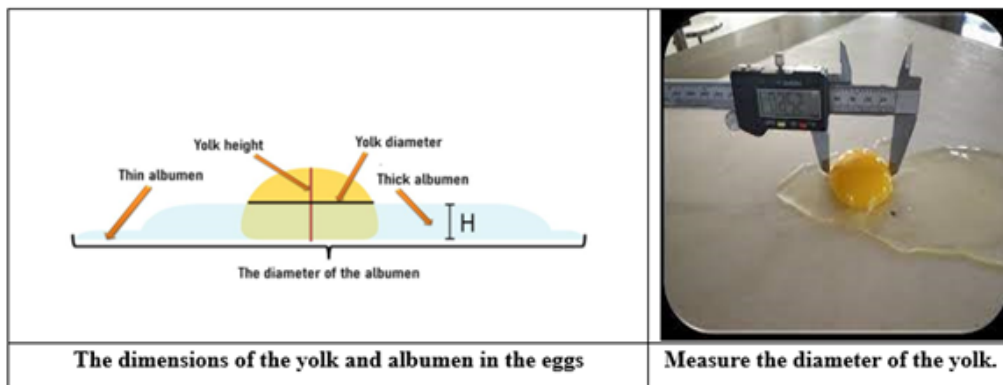 Yolk height
Yolk diameter
Thin albumen
Thick albumen
H
The diameter of the albumen
The dimensions of the yolk and albumen in the eggs
Measure the diameter of the yolk.